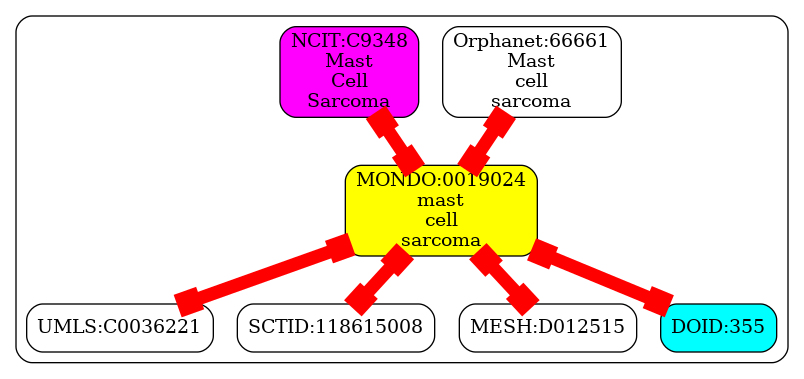 NCIT:C9348
Mast
Cell
Sarcoma
Orphanet:66661
Mast
cell
sarcoma
MONDO:0019024
mast
cell
sarcoma
UMLS:C0036221
SCTID:118615008
MESH:D012515
DOID:355